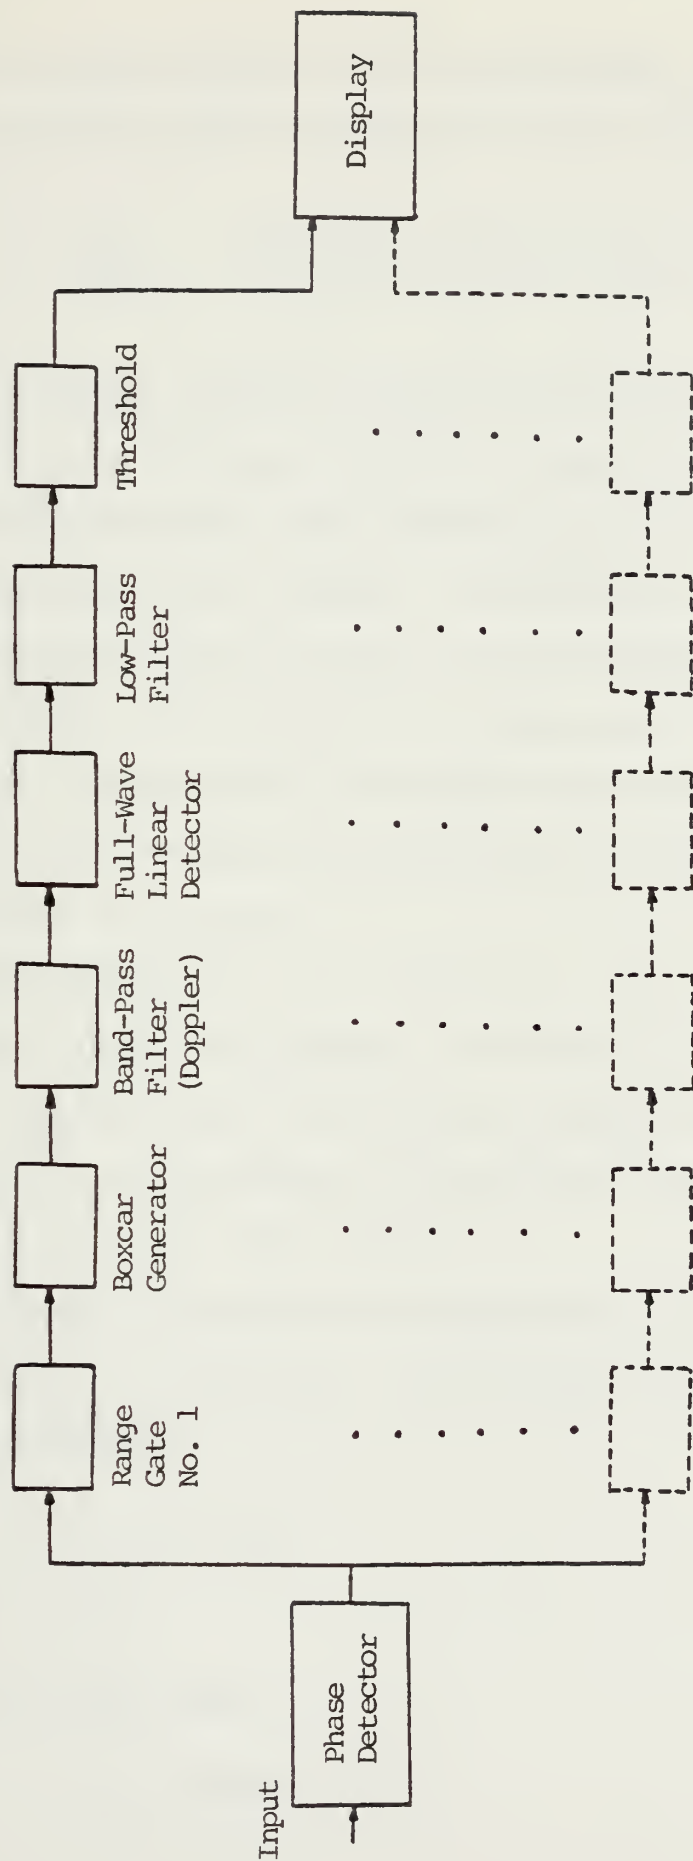 Input
Phase
Detector
Range
Gate
No. 1
Boxcar
Generator
Band-Pass
Filter
(Doppler)
Full-Wave
Linear
Detector
Low-Pass
Filter
Threshold
Display